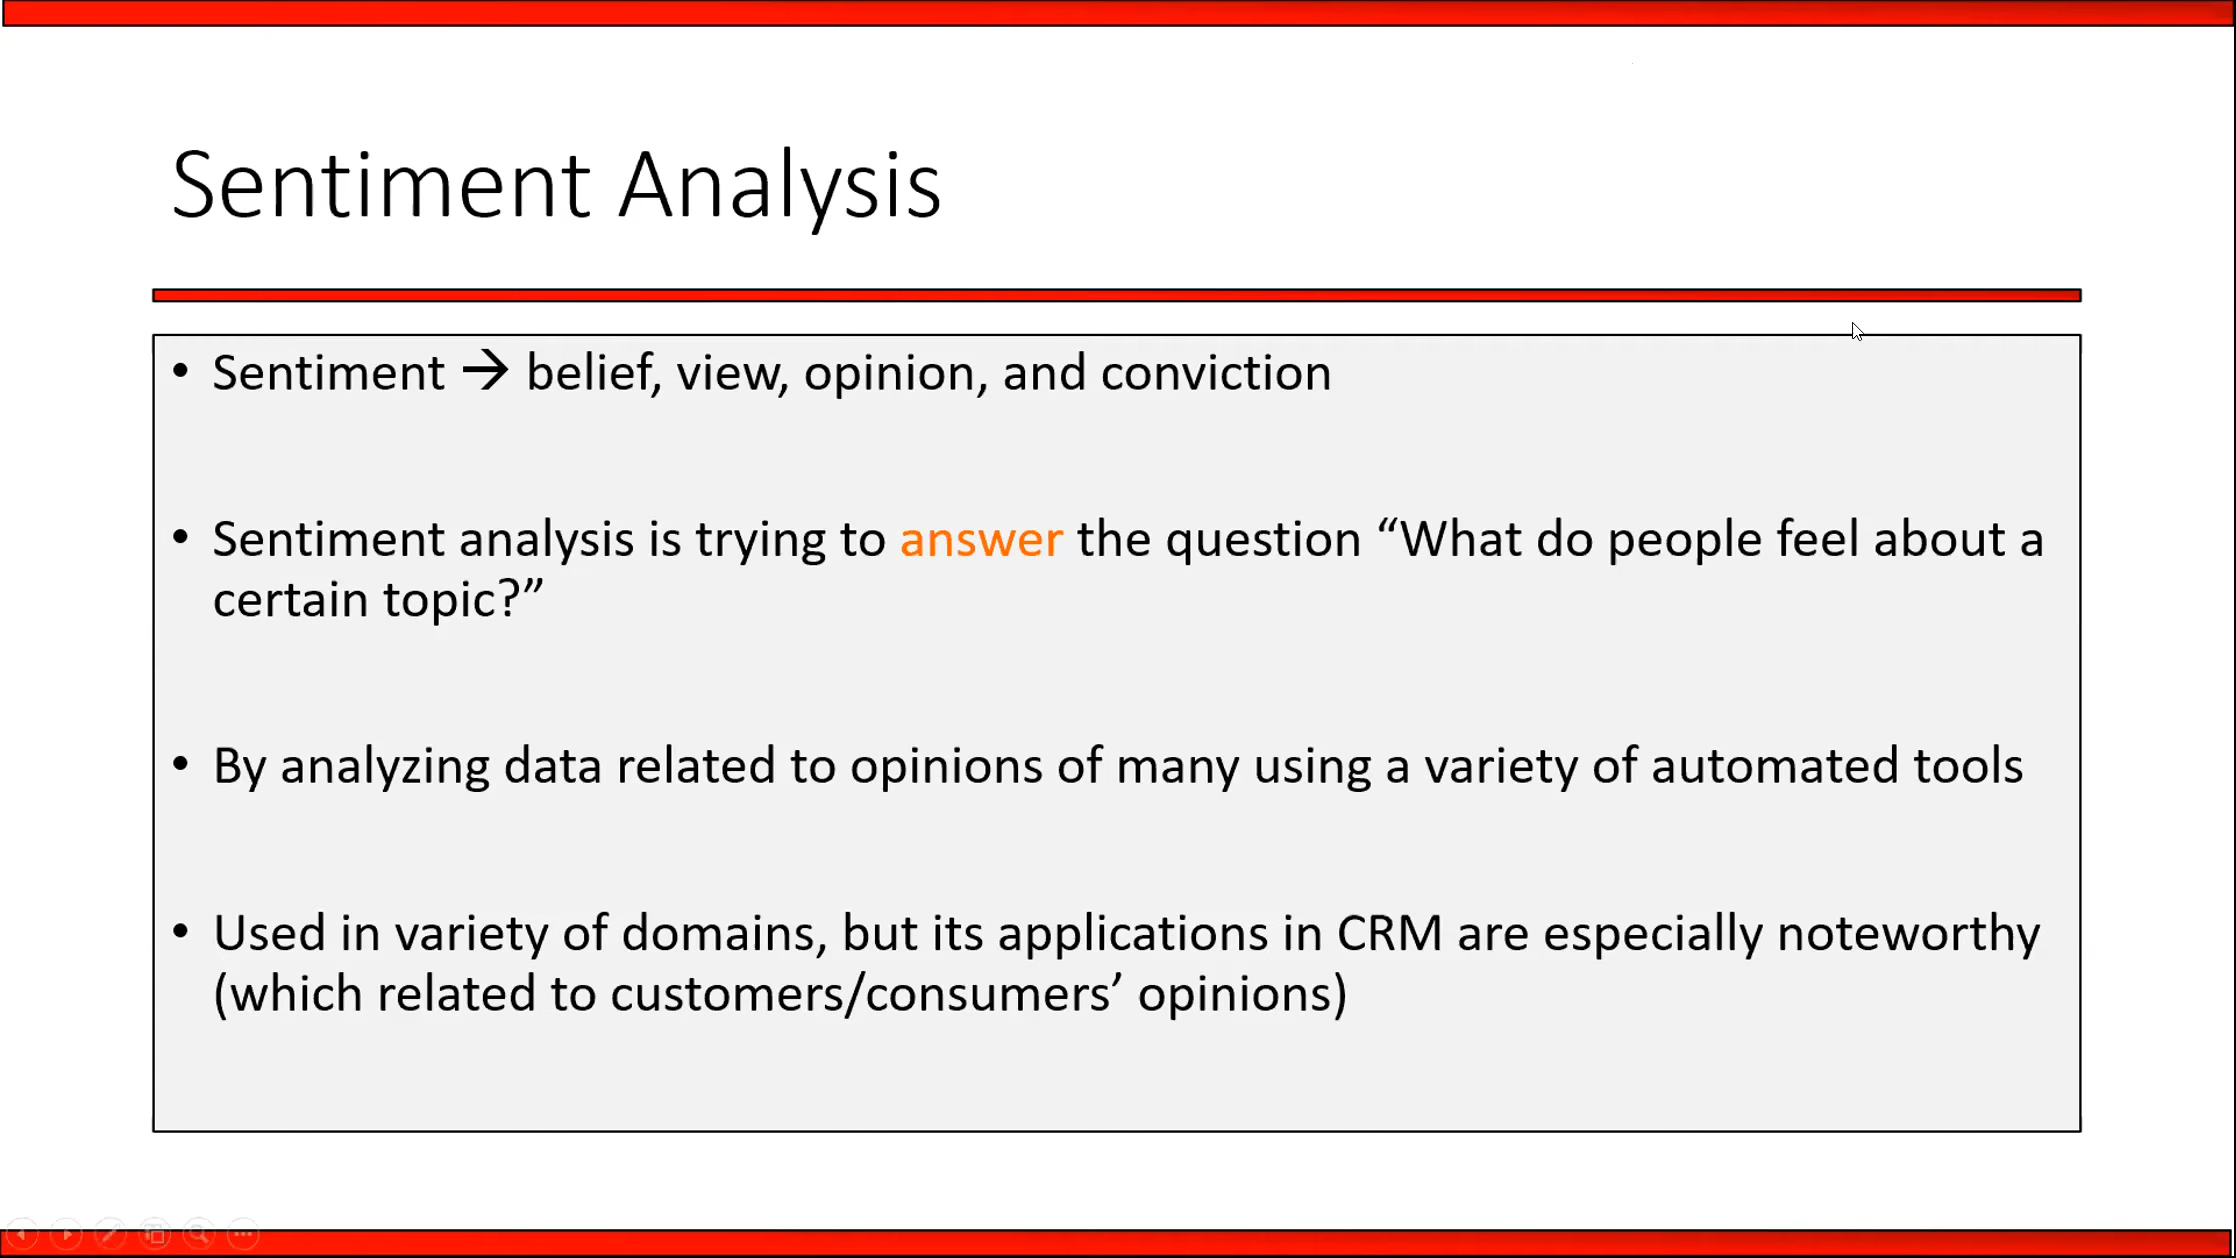 Sentiment Analysis
• Sentiment → belief, view, opinion, and conviction
• Sentiment analysis is trying to answer the question “What do people feel about a
certain topic?”
• By analyzing data related to opinions of many using a variety of automated tools
• Used in variety of domains, but its applications in CRM are especially noteworthy
(which related to customers/consumers’ opinions)